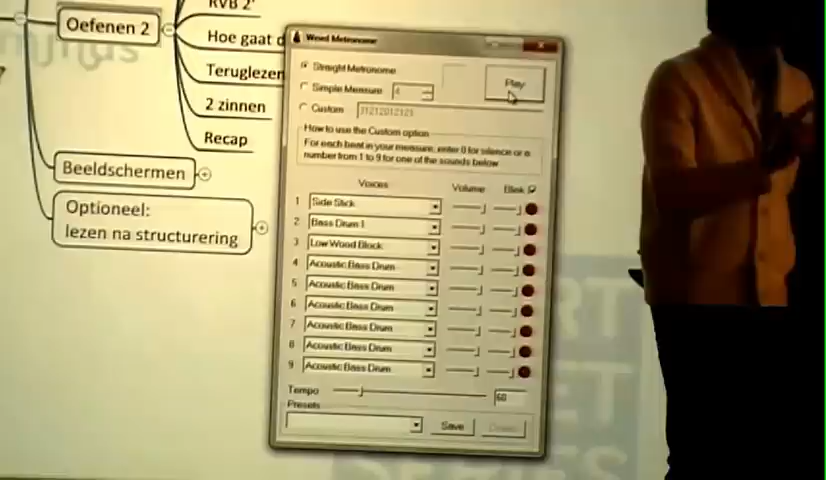 RVB 2'
Oefenen 2
Hoe gaat d
Teruglezen
2 zinnen
Recap
Beeldschermen
Optioneel:
lezen na structurering
Weird Metronome
Straight Metronome
Play
Simple Measure
4
Custom
How to use the Custom option
For each beat in your measure, enter 0 for silence or a
number from 1 to 9 for one of the sounds below
Voices Volume Blink
1 Side Stick
2 Bass Drum 1
3 Low Wood Block
4 Acoustic Bass Drum
5 Acoustic Bass Drum
6 Acoustic Bass Drum
7 Acoustic Bass Drum
8 Acoustic Bass Drum
9 Acoustic Bass Drum
Tempo 60
Presets
Save Delete